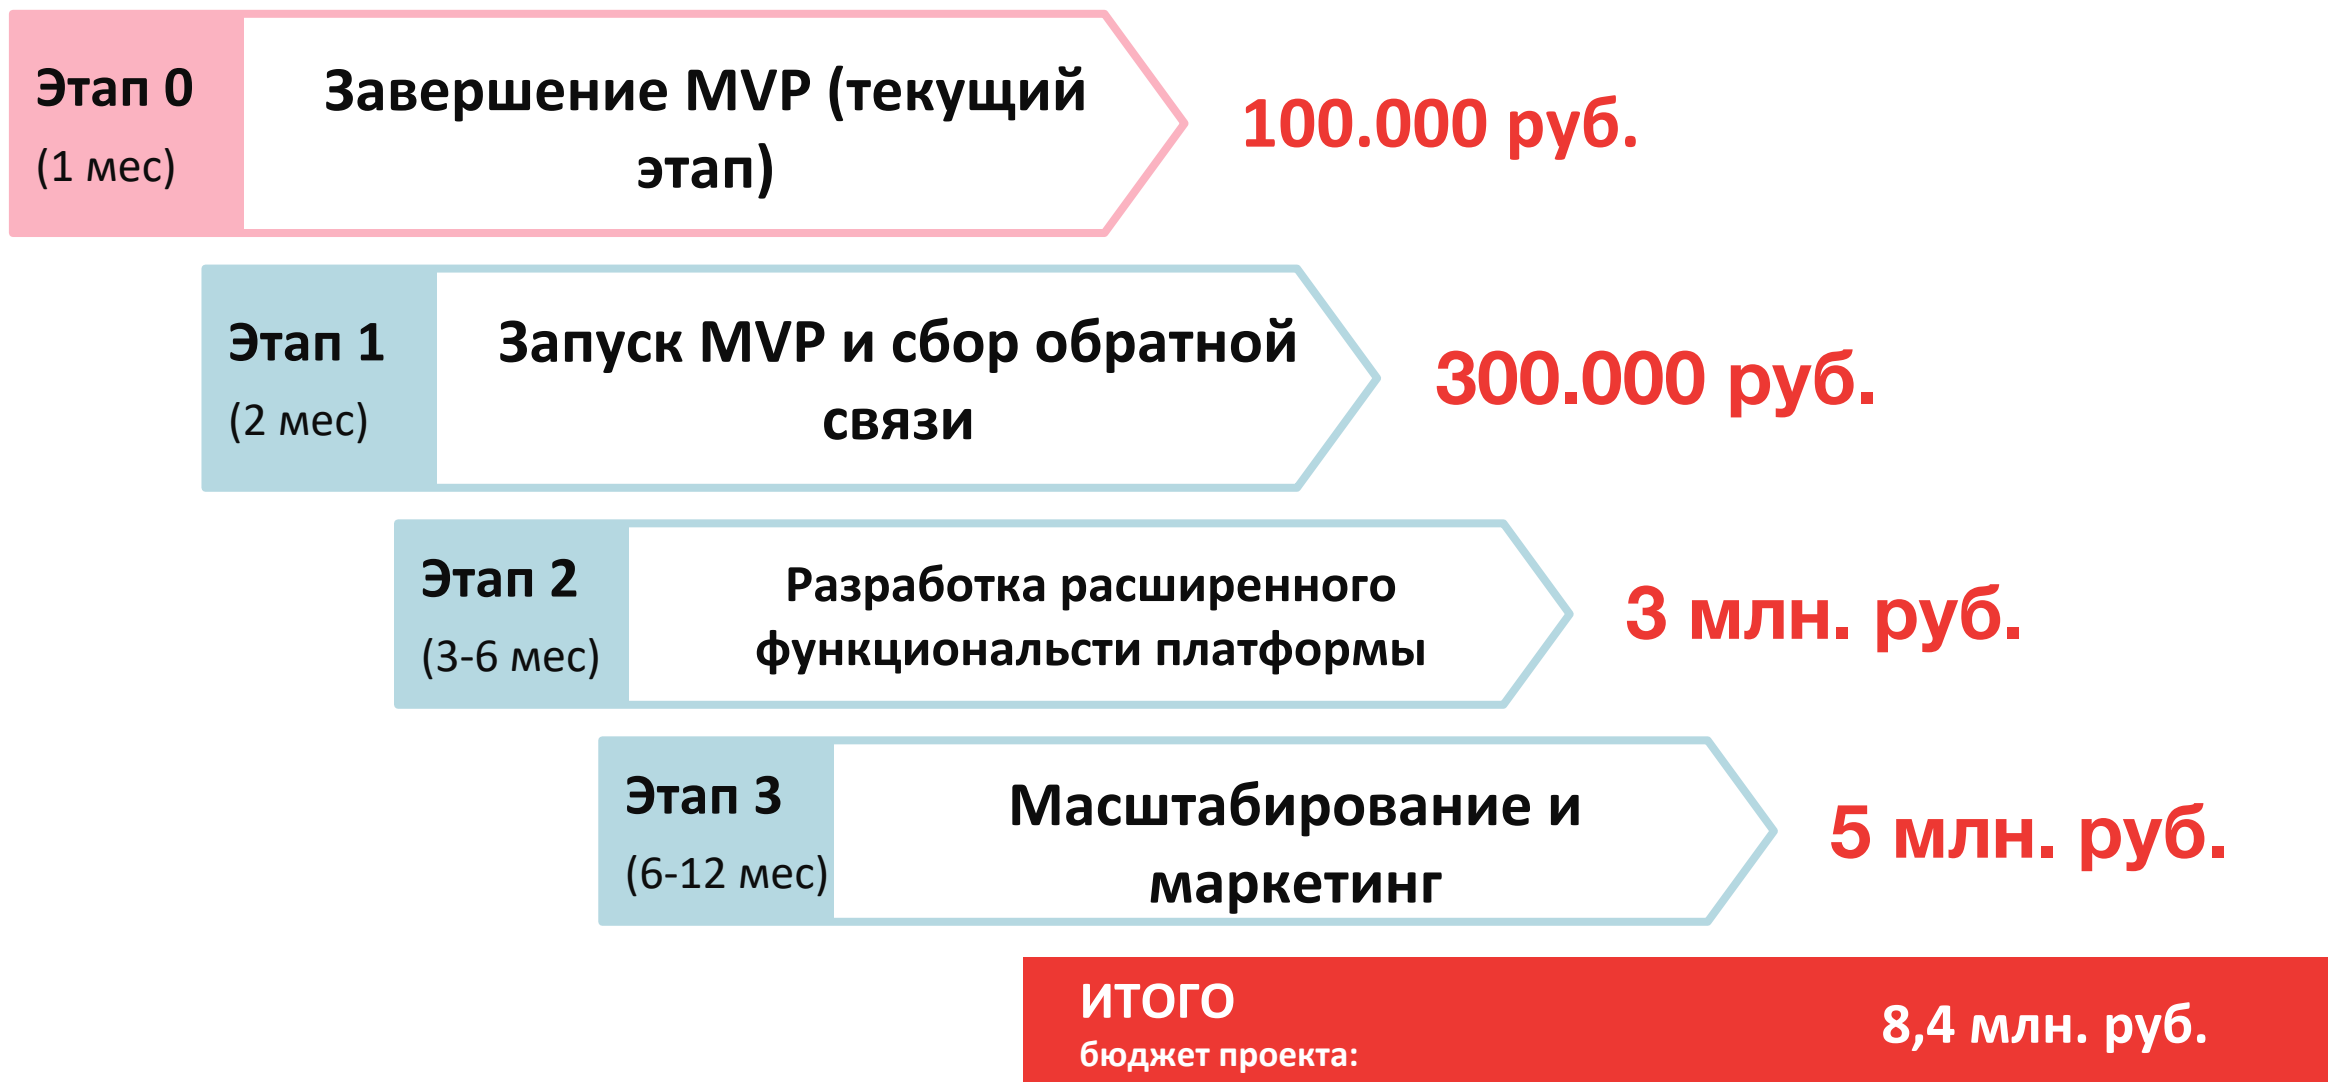 Этап 0
(1 мес)
Завершение MVP (текущий
этап)
100.000 руб.
Этап 1
(2 мес)
Запуск MVP и сбор обратной
связи
300.000 руб.
Этап 2
(3-6 мес)
Разработка расширенного
функциональсти платформы
3 млн. руб.
Этап 3
(6-12 мес)
Масштабирование и
маркетинг
5 млн. руб.
ИТОГО
бюджет проекта:
8,4 млн. руб.